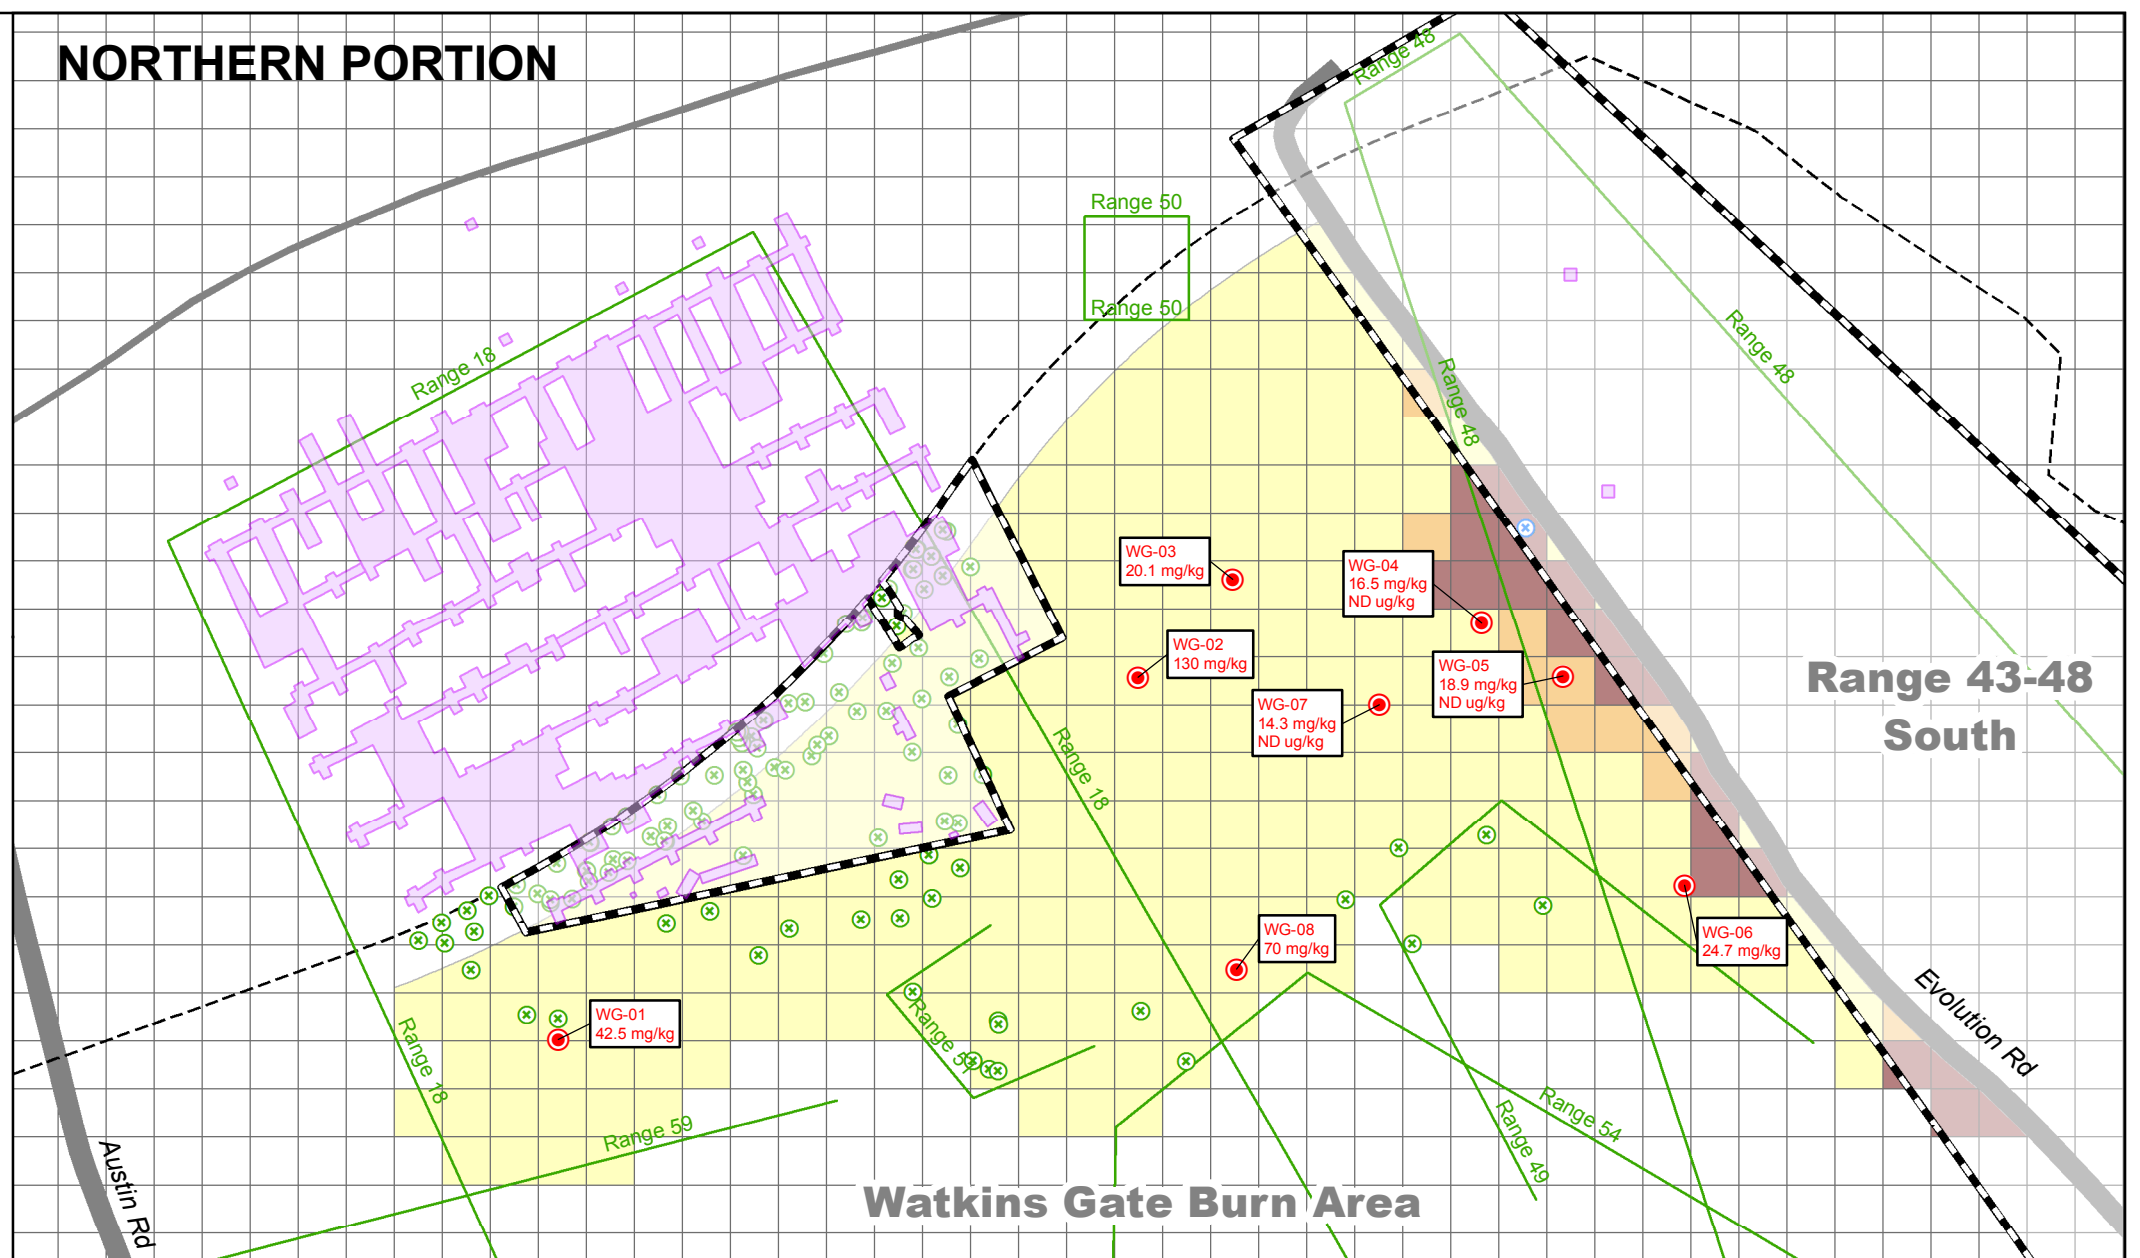 NORTHERN PORTION
Range 48
Range 50
Range 50
Range 18
Range 48
Range 48
WG-03
20.1 mg/kg
WG-04
16.5 mg/kg
ND ug/kg
WG-02
130 mg/kg
WG-05
18.9 mg/kg
ND ug/kg
WG-07
14.3 mg/kg
ND ug/kg
Range 43-48
South
Range 18
WG-08
70 mg/kg
WG-06
24.7 mg/kg
WG-01
42.5 mg/kg
Range 18
Evolution Rd
Range 59
Range 54
Range 49
Austin Rd
Watkins Gate Burn Area